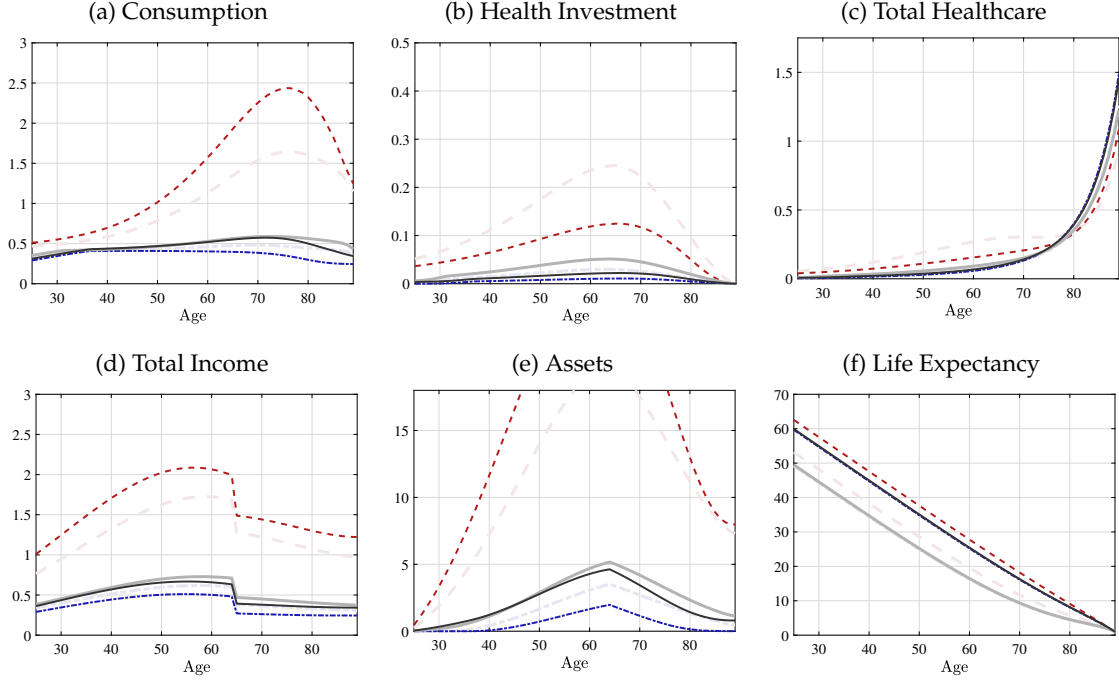 (a) Consumption
(b) Health Investment
(c) Total Healthcare
3
2.5
2
1.5
1
0.5
0
30 40 50 60 70 80
Age
0.5
0.4
0.3
0.2
0.1
0
30 40 50 60 70 80
Age
1.5
1
0.5
0
30 40 50 60 70 80
Age
(d) Total Income
(e) Assets
(f) Life Expectancy
3
2.5
2
1.5
1
0.5
0
30 40 50 60 70 80
Age
15
10
5
0
30 40 50 60 70 80
Age
70
60
50
40
30
20
10
0
30 40 50 60 70 80
Age